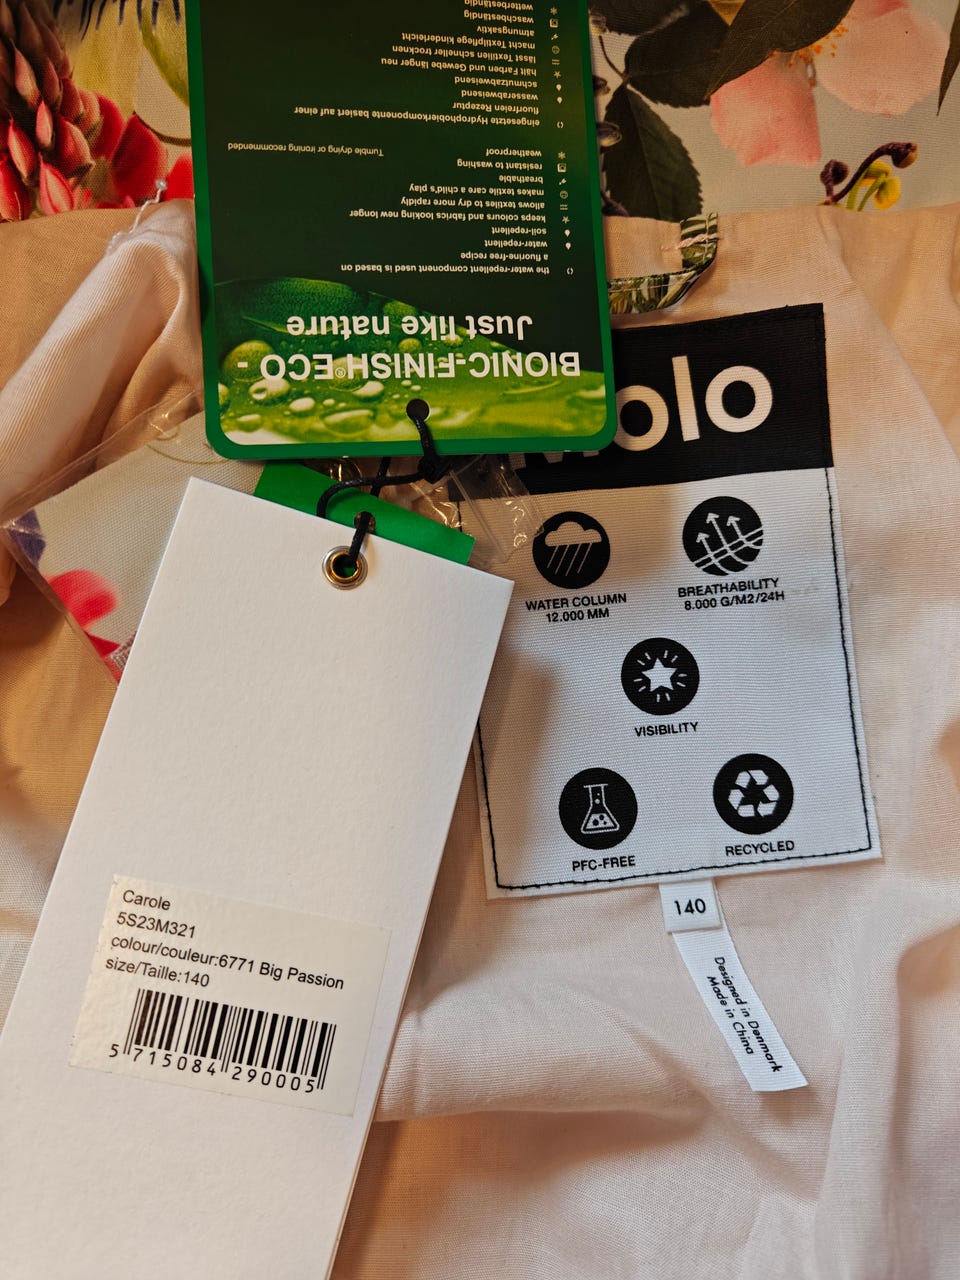 BIONIC-FINISH®ECO -
Just like nature
the water-repellent component used is based on
a fluorine-free recipe
water-repellent
soil-repellent
keeps colours and fabrics looking new longer
allows textiles to dry more rapidly
makes textile care a child's play
breathable
resistant to washing
weatherproof
Tumble drying or ironing recommended
eingesetzte Hydrophobierkomponente basiert auf einer
fluorfreien Rezeptur
wasserabweisend
schmutzabweisend
hält Farben und Gewebe länger neu
lässt Textilien schneller trocknen
macht Textilpflege kinderleicht
atmungsaktiv
waschbeständig
wetterbeständig
olo
WATER COLUMN
12.000 MM
BREATHABILITY
8.000 G/M2/24H
VISIBILITY
PFC-FREE
RECYCLED
140
Designed in Denmark
Made in China
Carole
5S23M321
colour/couleur:6771 Big Passion
size/Taille:140
5 715084 290005